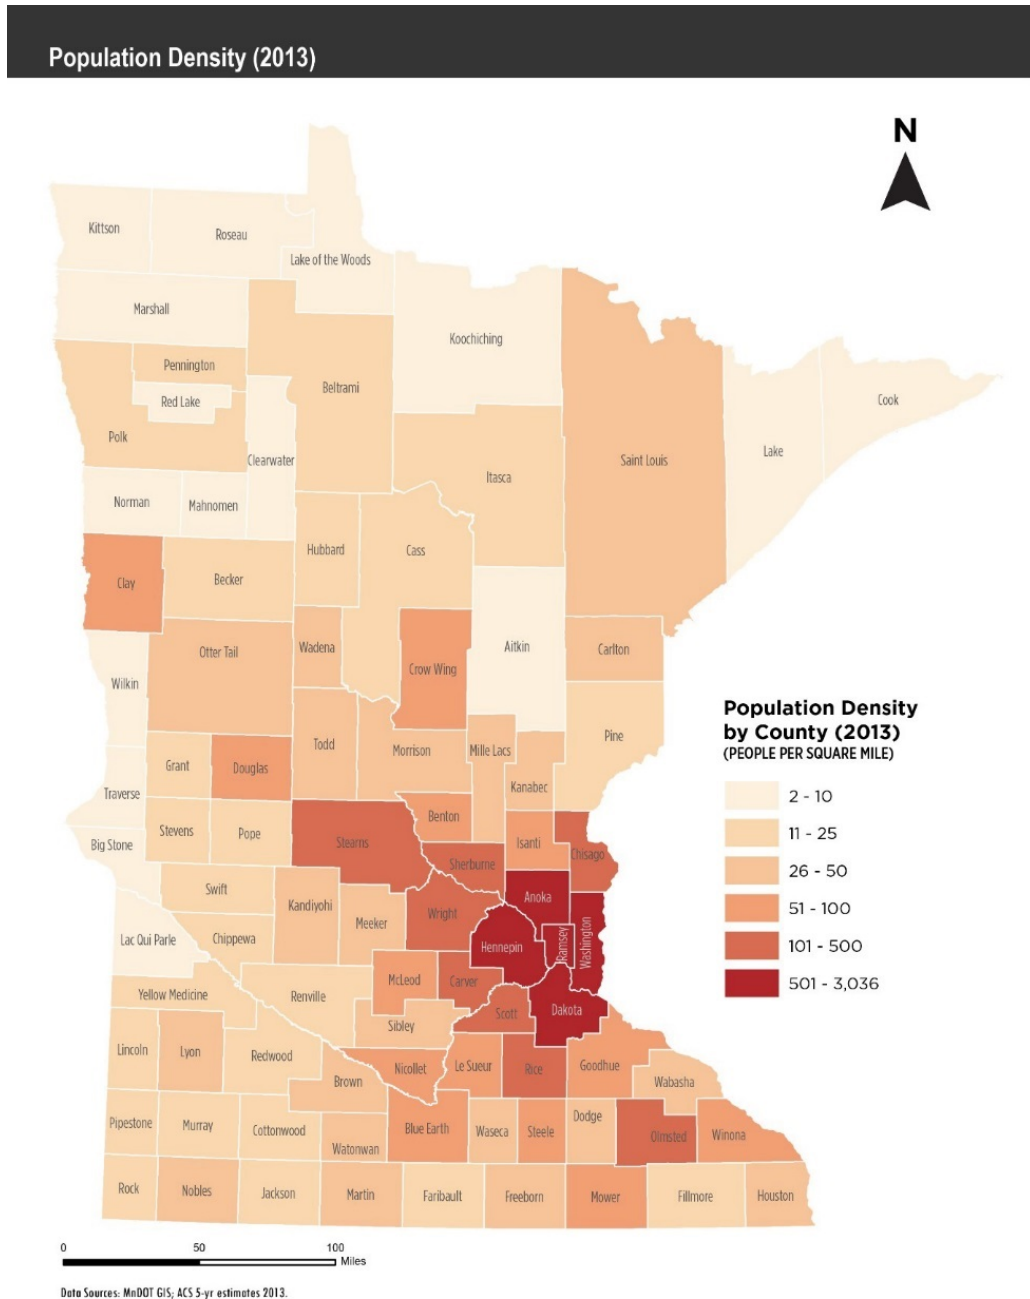 Population Density (2013)
N
Kittson
Roseau
Lake of the Woods
Marshall
Koochiching
Pennington
Beltrami
Red Lake
Cook
Polk
Lake
Clearwater
Saint Louis
Itasca
Norman
Mahnomen
Hubbard
Cass
Clay
Becker
Otter Tail
Wadena
Crow Wing
Aitkin
Carlton
Wilkin
Population Density
by County (2013)
(PEOPLE PER SQUARE MILE)
2 - 10
11 - 25
26 - 50
51 - 100
101 - 500
501 - 3,036
Todd
Morrison
Mille Lacs
Pine
Grant
Douglas
Kanabec
Traverse
Benton
Stevens
Pope
Stearns
Isanti
Big Stone
Sherburne
Chisago
Swift
Kandiyohi
Anoka
Meeker
Wright
Lac Qui Parle
Chippewa
Hennepin
Ramsey
Washington
McLeod
Carver
Yellow Medicine
Renville
Scott
Dakota
Sibley
Lincoln
Lyon
Redwood
Nicollet
Le Sueur
Rice
Goodhue
Brown
Wabasha
Pipestone
Murray
Cottonwood
Watonwan
Blue Earth
Waseca
Steele
Dodge
Olmsted
Winona
Rock
Nobles
Jackson
Martin
Faribault
Freeborn
Mower
Fillmore
Houston
0 50 100
Miles
Data Sources: MnDOT GIS; ACS 5-yr estimates 2013.